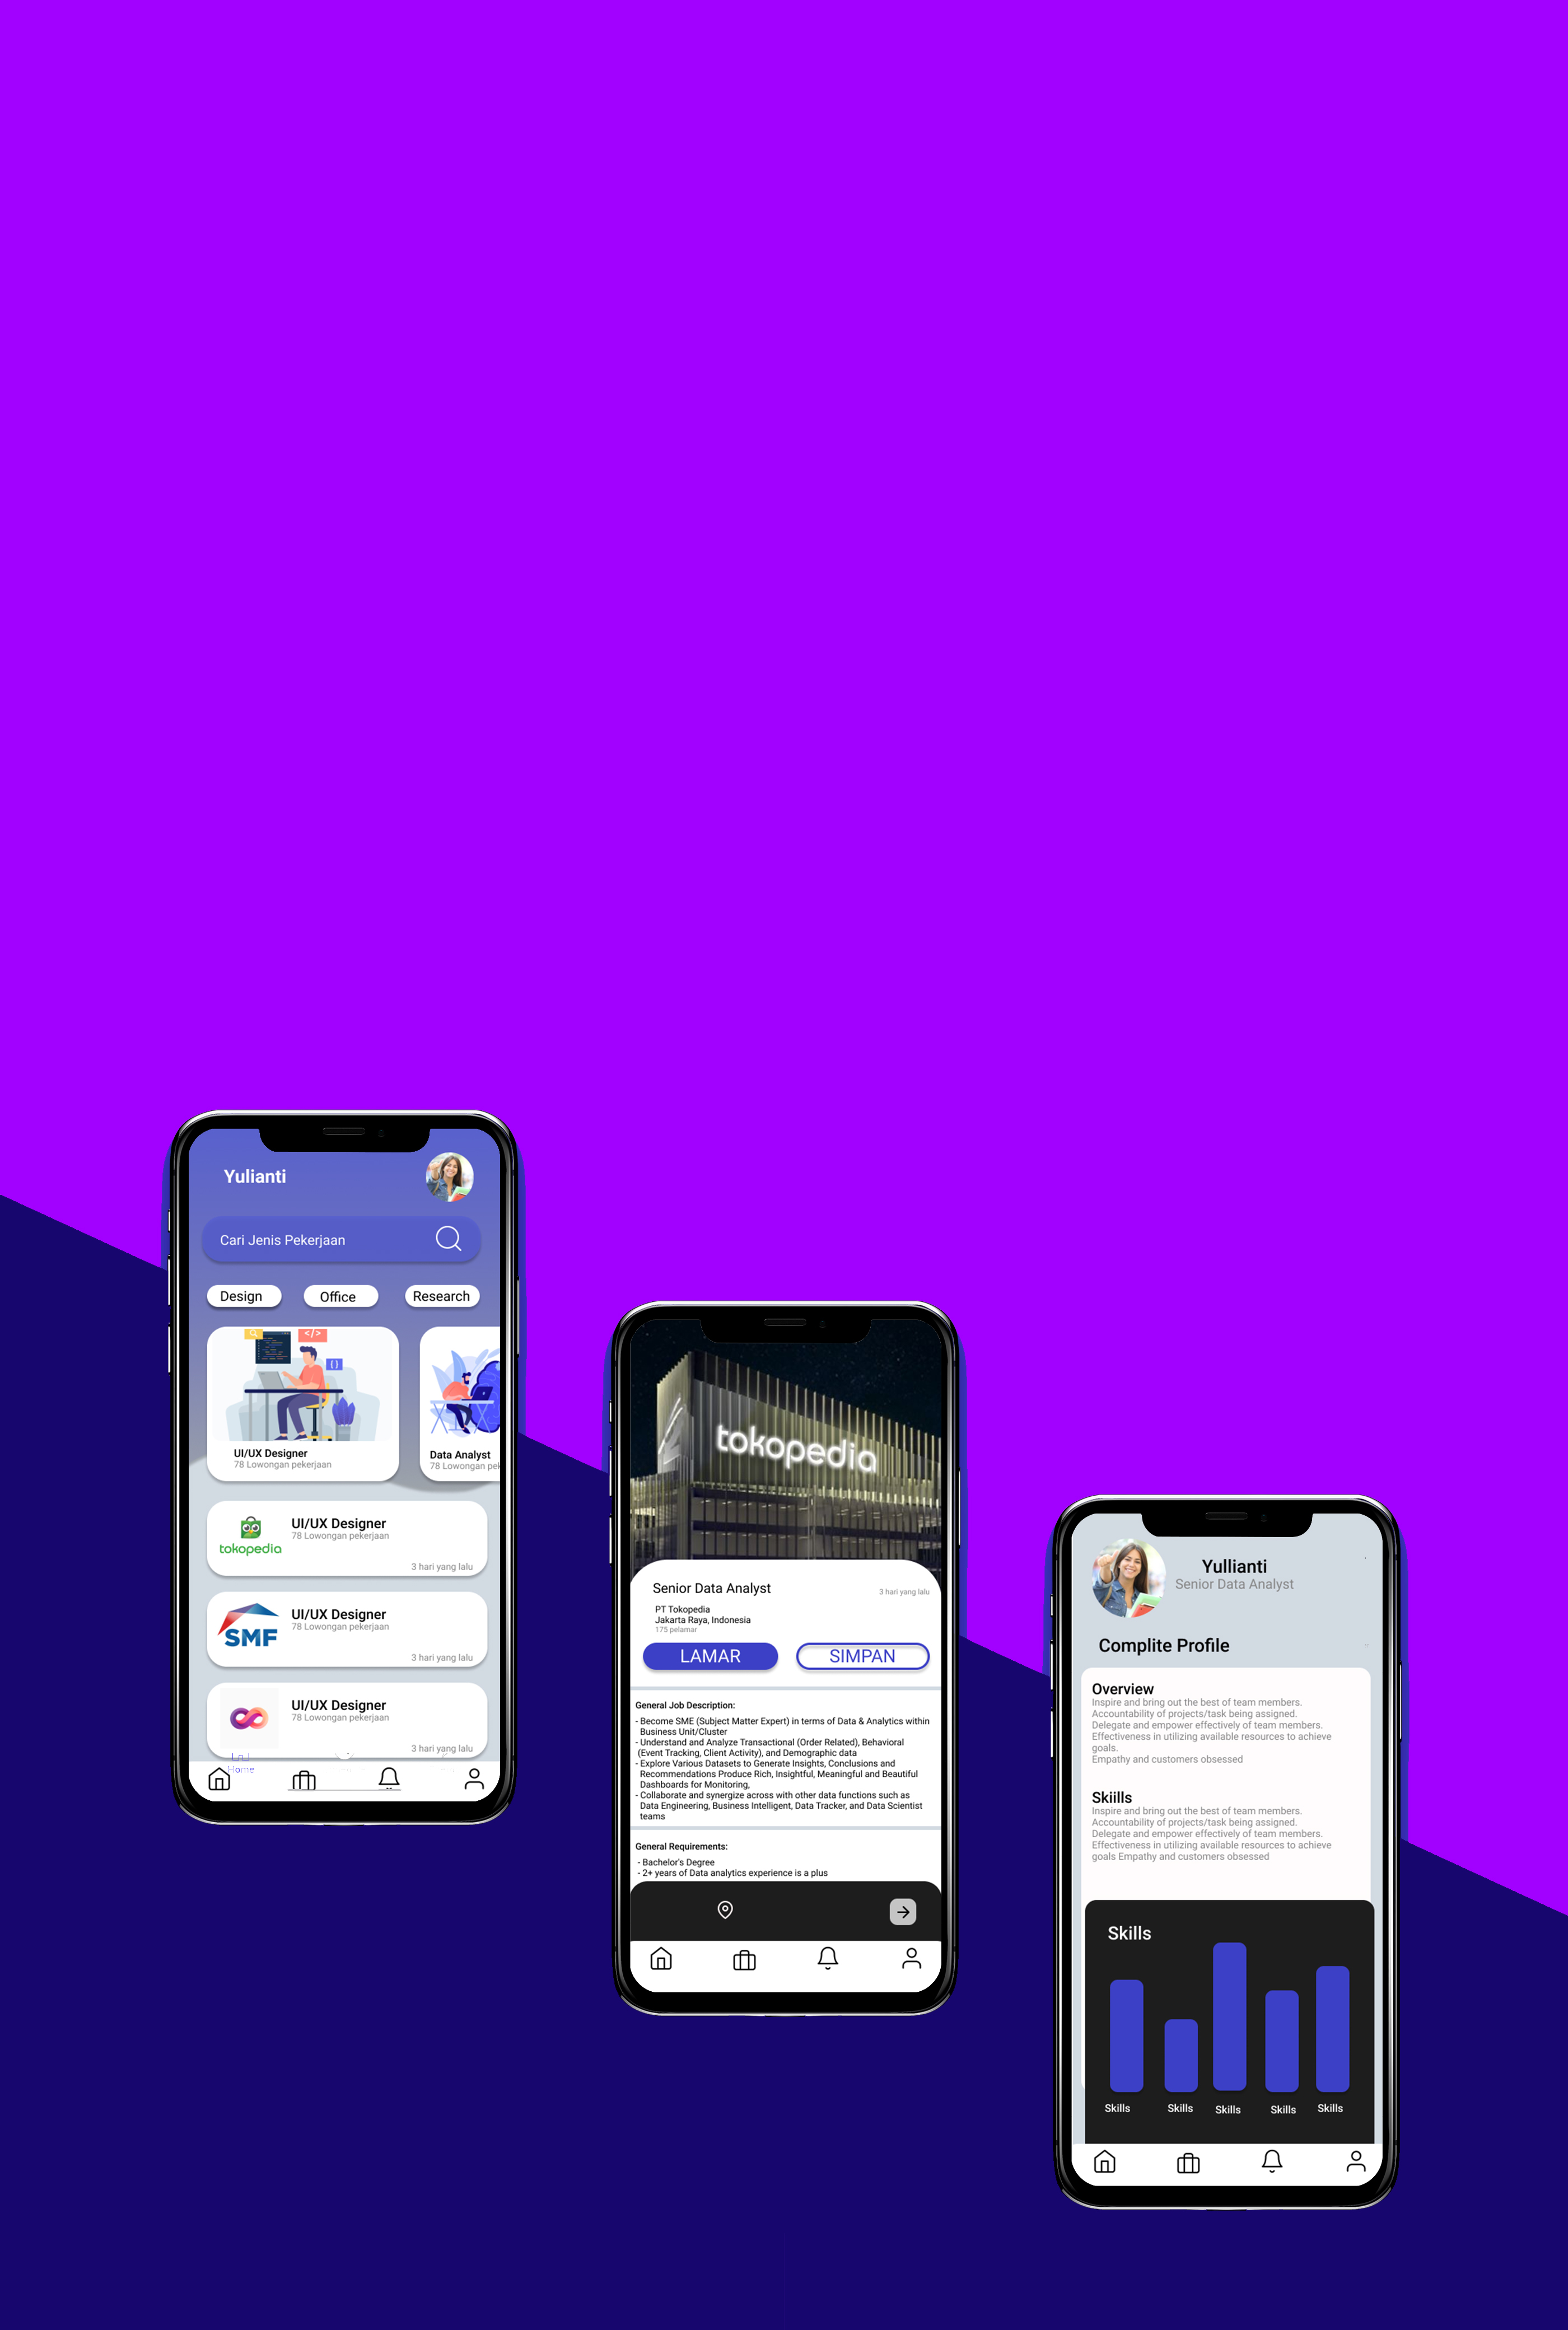 Yulianti
Cari Jenis Pekerjaan
Design
Office
Research
</>
{ }
UI/UX Designer
78 Lowongan pekerjaan
Data Analyst
78 Lowongan pek
tokopedia
UI/UX Designer
78 Lowongan pekerjaan
3 hari yang lalu
SMF
UI/UX Designer
78 Lowongan pekerjaan
3 hari yang lalu
UI/UX Designer
78 Lowongan pekerjaan
3 hari yang lalu
Home
tokopedia
Senior Data Analyst
3 hari yang lalu
PT Tokopedia
Jakarta Raya, Indonesia
175 pelamar
LAMAR
SIMPAN
General Job Description:
- Become SME (Subject Matter Expert) in terms of Data & Analytics within
Business Unit/Cluster
- Understand and Analyze Transactional (Order Related), Behavioral
(Event Tracking, Client Activity), and Demographic data
- Explore Various Datasets to Generate Insights, Conclusions and
Recommendations Produce Rich, Insightful, Meaningful and Beautiful
Dashboards for Monitoring,
- Collaborate and synergize across with other data functions such as
Data Engineering, Business Intelligent, Data Tracker, and Data Scientist
teams
General Requirements:
- Bachelor's Degree
- 2+ years of Data analytics experience is a plus
Yullianti
Senior Data Analyst
Complite Profile
Overview
Inspire and bring out the best of team members.
Accountability of projects/task being assigned.
Delegate and empower effectively of team members.
Effectiveness in utilizing available resources to achieve
goals.
Empathy and customers obsessed
Skiills
Inspire and bring out the best of team members.
Accountability of projects/task being assigned.
Delegate and empower effectively of team members.
Effectiveness in utilizing available resources to achieve
goals Empathy and customers obsessed
Skills
Skills
Skills
Skills
Skills
Skills